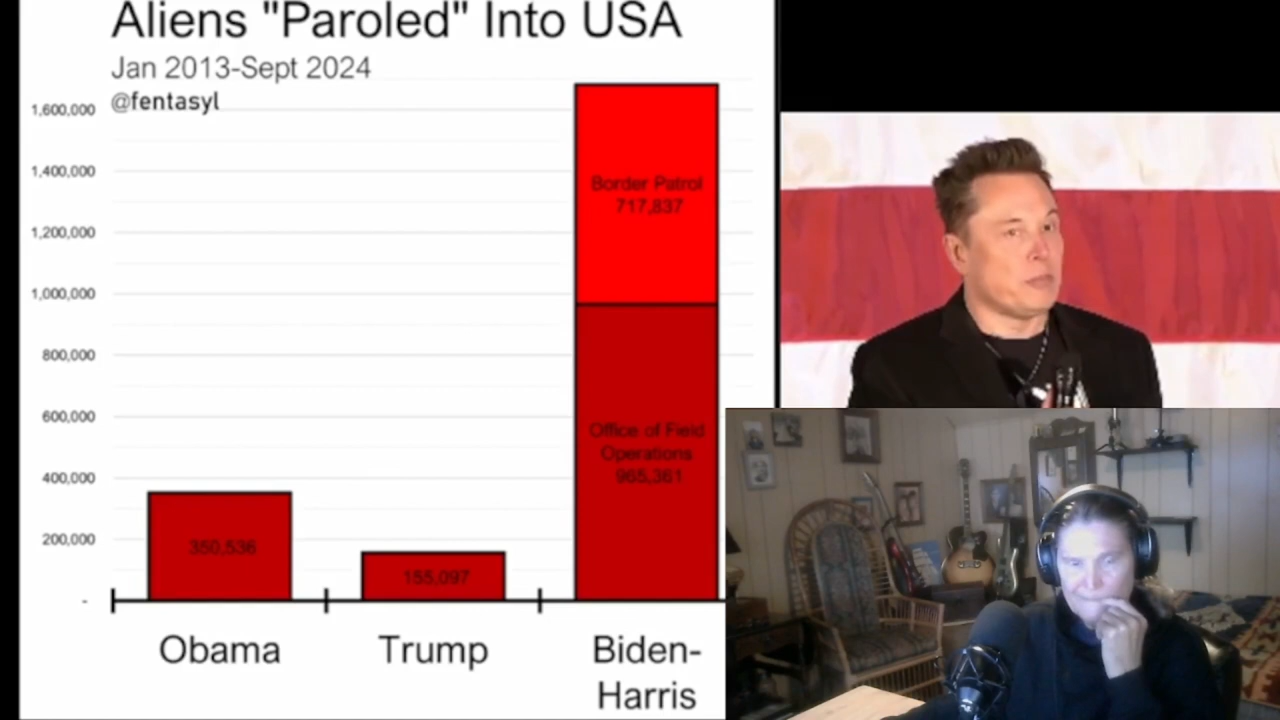 Aliens "Paroled" Into USA
Jan 2013-Sept 2024
@fentasyl
1,600,000
1,400,000
1,200,000
1,000,000
800,000
600,000
400,000
200,000
-
Border Patrol
717,837
Office of Field
Operations
965,361
350,536
155,097
Obama
Trump
Biden-
Harris